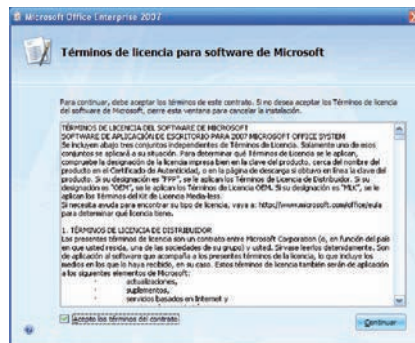 Microsoft Office Enterprise 2007
Términos de licencia para software de Microsoft
Para continuar, debe aceptar los términos de este contrato. Si no desea aceptar los Términos de licencia
del software de Microsoft, cierre esta ventana para cancelar la instalación.
TÉRMINOS DE LICENCIA DEL SOFTWARE DE MICROSOFT
SOFTWARE DE APLICACIÓN DE ESCRITORIO PARA 2007 MICROSOFT OFFICE SYSTEM
Se incluyen abajo tres conjuntos independientes de Términos de Licencia. Solamente uno de esos
conjuntos se aplicará a su situación. Para determinar qué Términos de Licencia se le aplican,
compruebe la designación de la licencia impresa bien en la clave del producto, cerca del nombre del
producto en el Certificado de Autenticidad, o en la página de descarga si obtuvo en línea la clave del
producto. Si su designación es "FPP", se le aplican los Términos de Licencia de Distribuidor. Si su
designación es "OEM", se le aplican los Términos de Licencia OEM. Si su designación es "MLK", se le
aplican los Términos del Kit de Licencia Media-less.
Si necesita ayuda para encontrar su tipo de licencia, vaya a: http://www.microsoft.com/office/eula
para determinar qué licencia tiene.
1. TÉRMINOS DE LICENCIA DE DISTRIBUIDOR
Los presentes términos de licencia son un contrato entre Microsoft Corporation (o, en función del país
en que usted resida, una de las sociedades de su grupo) y usted. Sírvase leerlos detenidamente. Son
de aplicación al software que acompaña a los presentes términos de la licencia, lo que incluye los
medios en los que lo haya recibido, en su caso. Estos términos de licencia también serán de aplicación
a los siguientes elementos de Microsoft:
· actualizaciones,
· suplementos,
· servicios basados en Internet y
Acepto los términos del contrato
Continuar